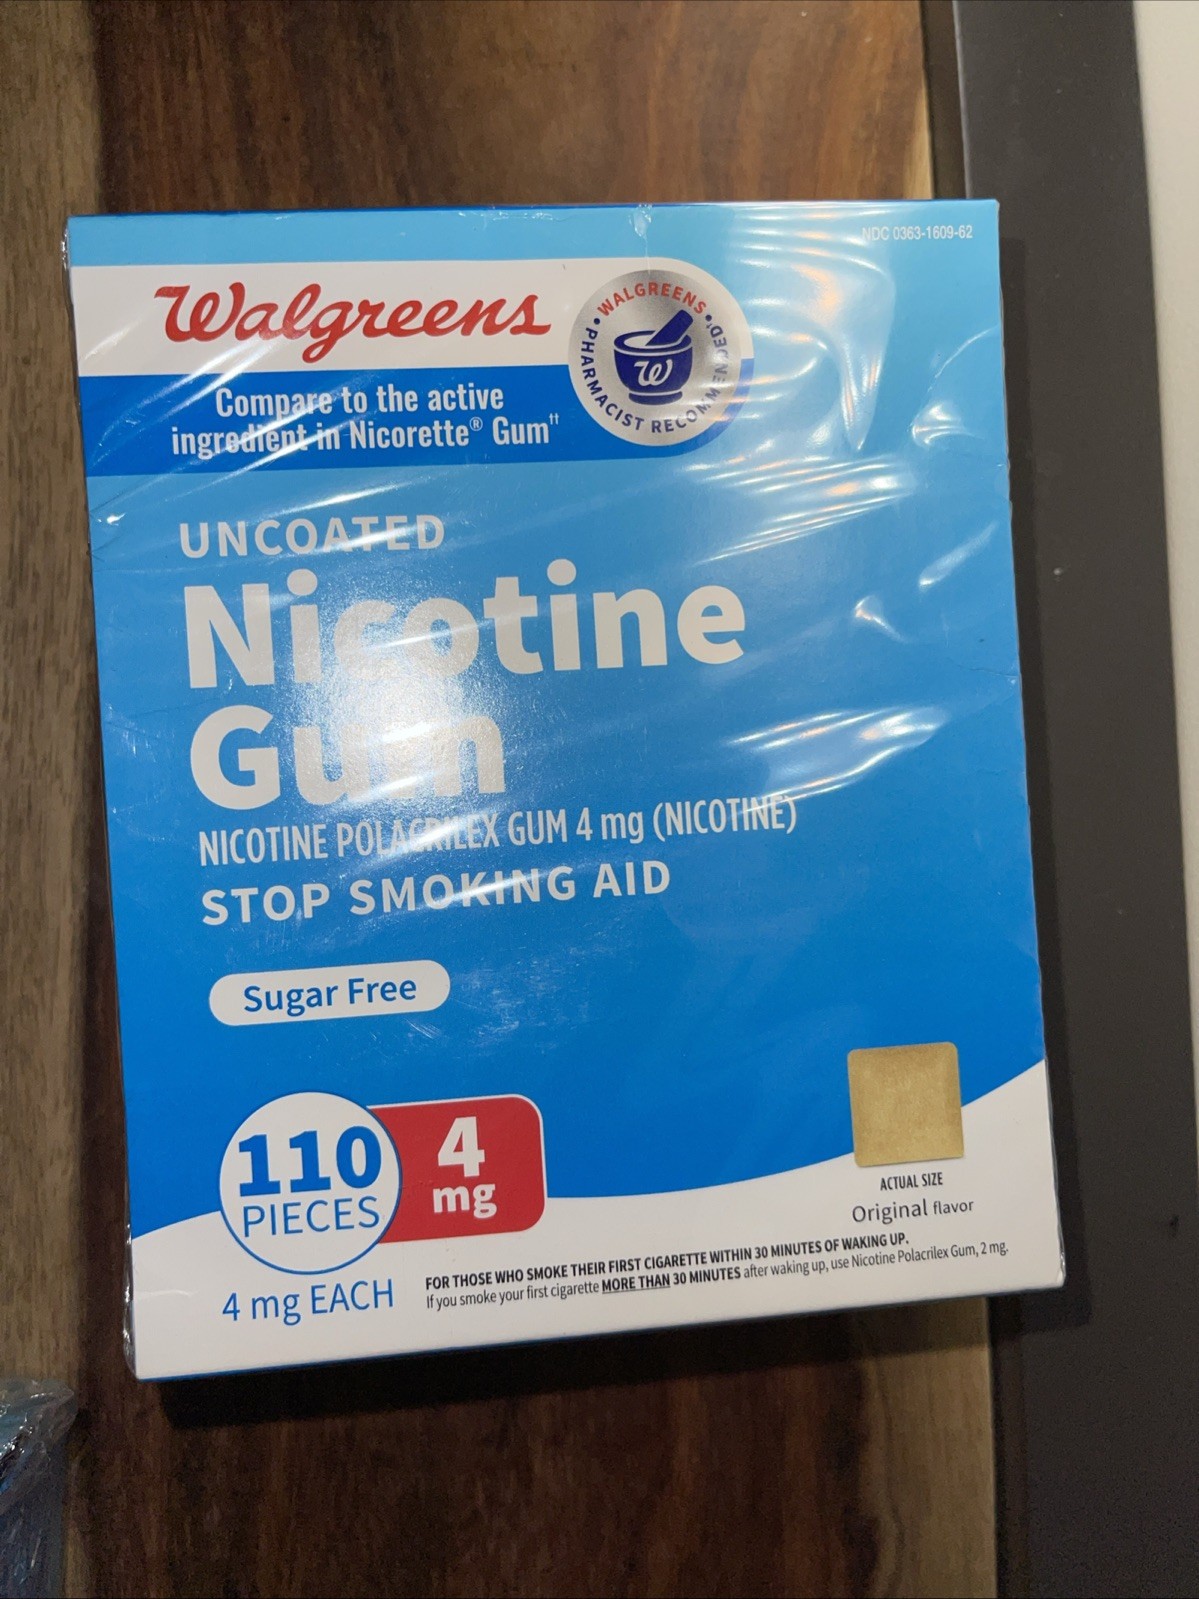 NDC 0363-1609-62
Walgreens
WALGREENS
PHARMACIST RECOMMENDED†
W
Compare to the active
ingredient in Nicorette® Gum††
UNCOATED
Nicotine
Gum
NICOTINE POLACRILEX GUM 4 mg (NICOTINE)
STOP SMOKING AID
Sugar Free
110
PIECES
4
mg
4 mg EACH
ACTUAL SIZE
Original flavor
FOR THOSE WHO SMOKE THEIR FIRST CIGARETTE WITHIN 30 MINUTES OF WAKING UP.
If you smoke your first cigarette MORE THAN 30 MINUTES after waking up, use Nicotine Polacrilex Gum, 2 mg.